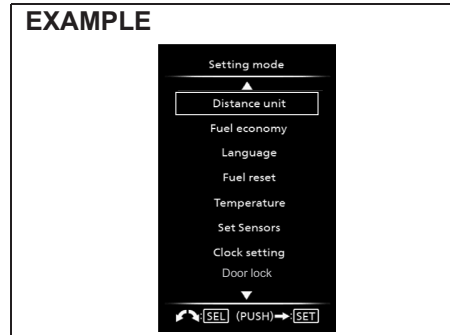 EXAMPLE
Setting mode
Distance unit
Fuel economy
Language
Fuel reset
Temperature
Set Sensors
Clock setting
Door lock
:SEL (PUSH)➔:SET